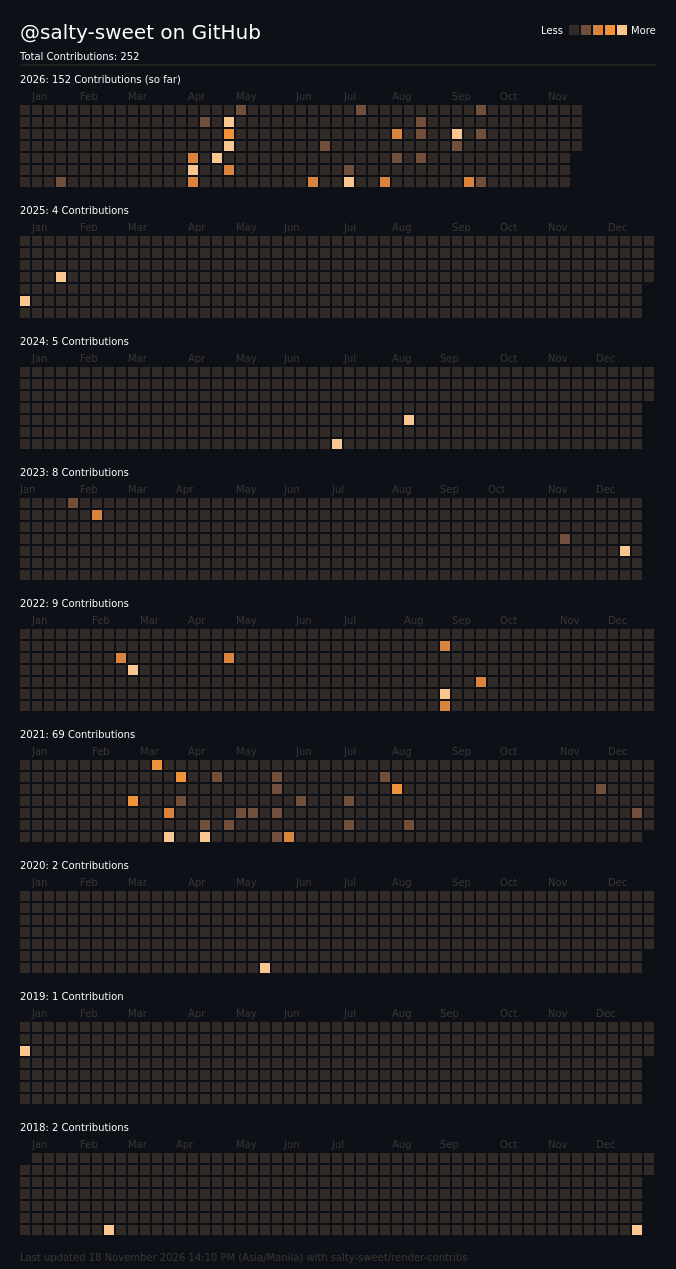 @salty-sweet on GitHub
Less More
Total Contributions: 252
2026: 152 Contributions (so far)
Jan Feb Mar Apr May Jun Jul Aug Sep Oct Nov
2025: 4 Contributions
Jan Feb Mar Apr May Jun Jul Aug Sep Oct Nov Dec
2024: 5 Contributions
Jan Feb Mar Apr May Jun Jul Aug Sep Oct Nov Dec
2023: 8 Contributions
Jan Feb Mar Apr May Jun Jul Aug Sep Oct Nov Dec
2022: 9 Contributions
Jan Feb Mar Apr May Jun Jul Aug Sep Oct Nov Dec
2021: 69 Contributions
Jan Feb Mar Apr May Jun Jul Aug Sep Oct Nov Dec
2020: 2 Contributions
Jan Feb Mar Apr May Jun Jul Aug Sep Oct Nov Dec
2019: 1 Contribution
Jan Feb Mar Apr May Jun Jul Aug Sep Oct Nov Dec
2018: 2 Contributions
Jan Feb Mar Apr May Jun Jul Aug Sep Oct Nov Dec
Last updated 18 November 2026 14:10 PM (Asia/Manila) with salty-sweet/render-contribs